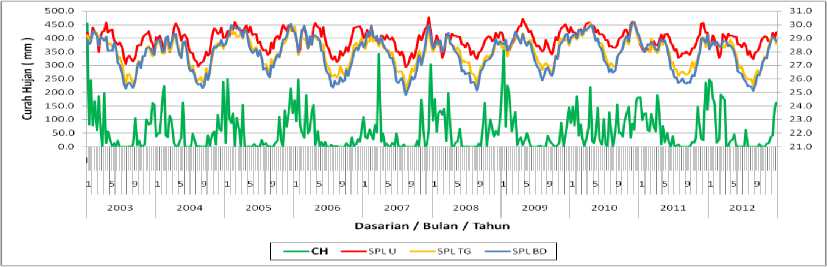 500.0 31.0
450.0 30.0
400.0 29.0
350.0 28.0
300.0 27.0
250.0 26.0
200.0 25.0
150.0 24.0
100.0 23.0
50.0 22.0
0.0 21.0
Curah Hujan ( mm )
1 5 9 1 5 9 1 5 9 1 5 9 1 5 9 1 5 9 1 5 9 1 5 9 1 5 9 1 5 9
2003 2004 2005 2006 2007 2008 2009 2010 2011 2012
Dasarian / Bulan / Tahun
CH SPL U SPL TG SPL BD